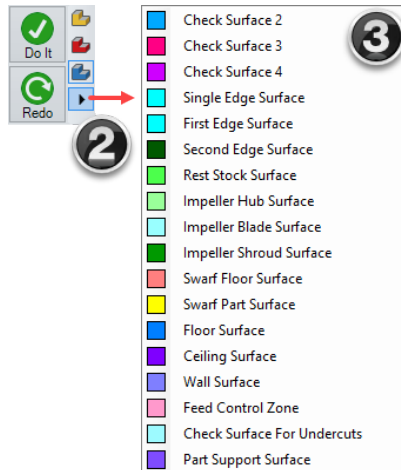 Do It
Redo
2
3
Check Surface 2
Check Surface 3
Check Surface 4
Single Edge Surface
First Edge Surface
Second Edge Surface
Rest Stock Surface
Impeller Hub Surface
Impeller Blade Surface
Impeller Shroud Surface
Swarf Floor Surface
Swarf Part Surface
Floor Surface
Ceiling Surface
Wall Surface
Feed Control Zone
Check Surface For Undercuts
Part Support Surface